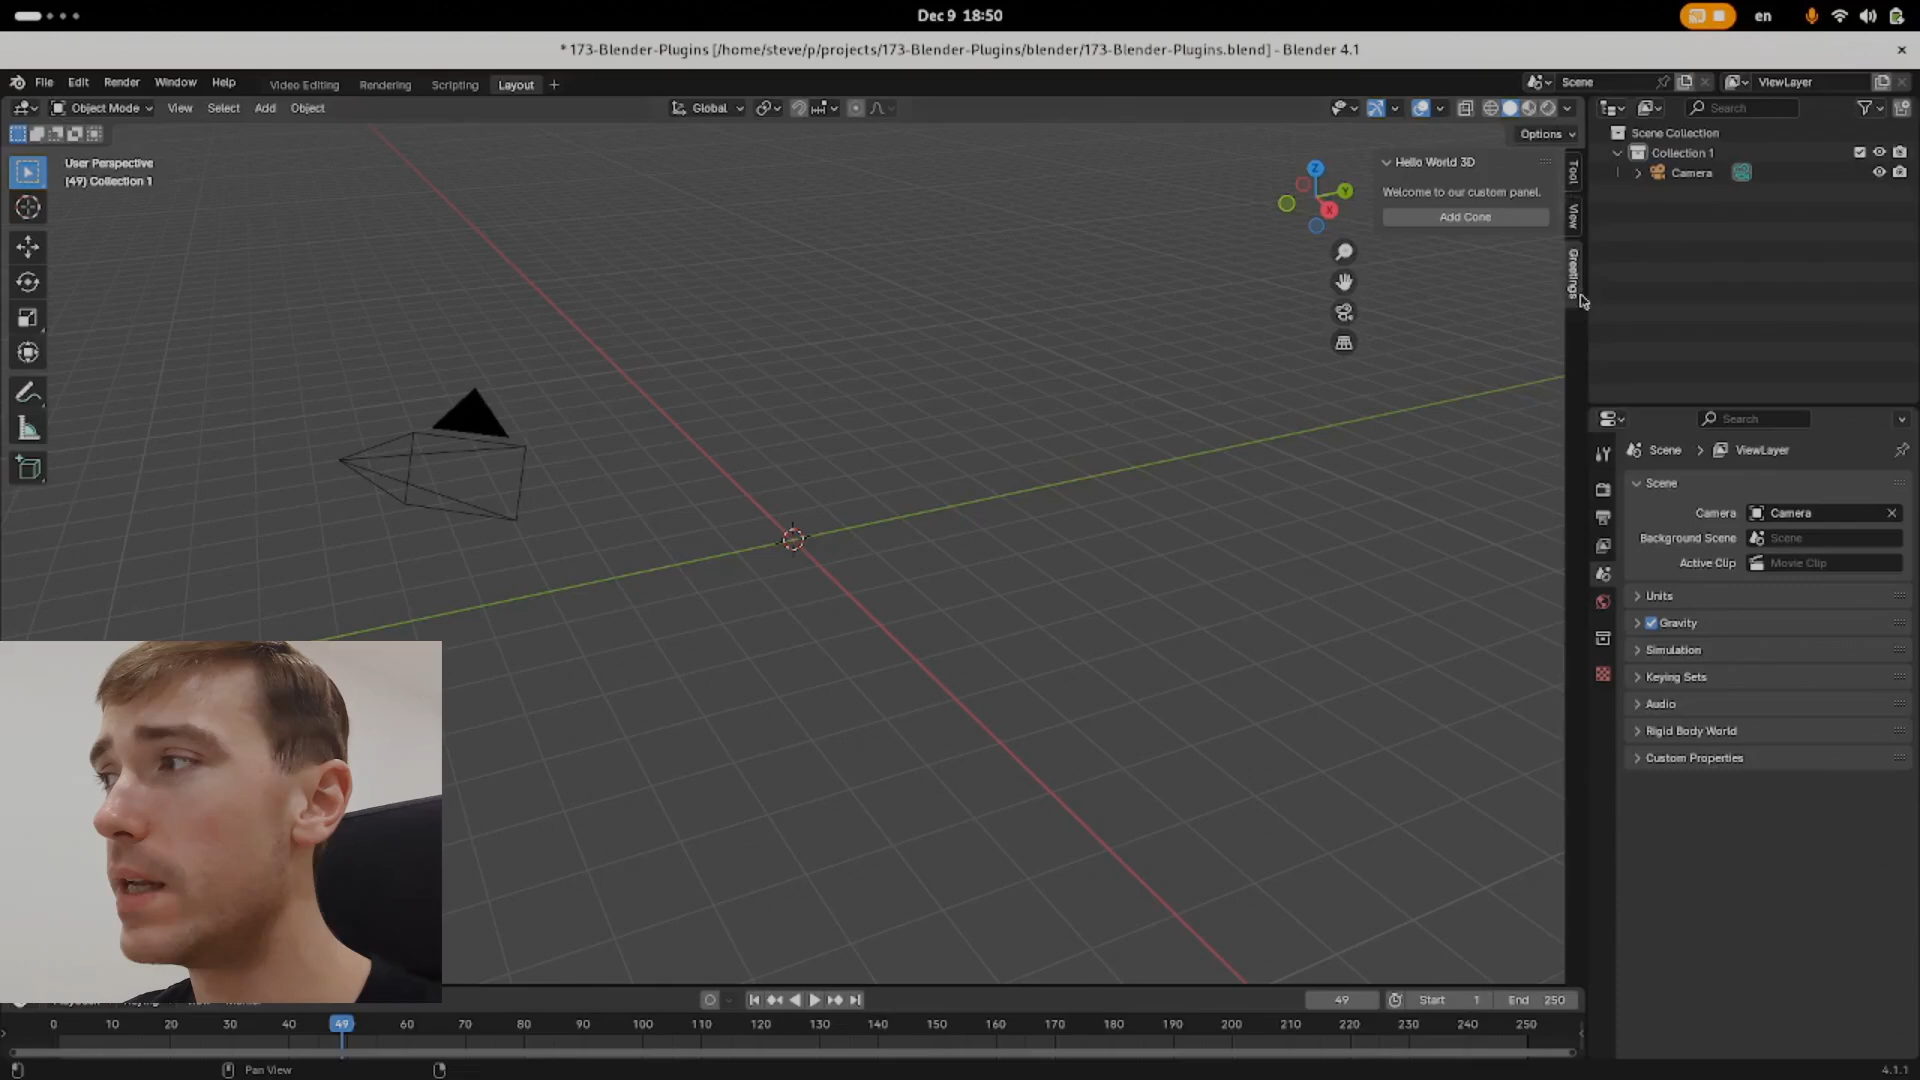 Dec 9 18:50
en
* 173-Blender-Plugins [/home/steve/p/projects/173-Blender-Plugins/blender/173-Blender-Plugins.blend] - Blender 4.1
File Edit Render Window Help
Video Editing Rendering Scripting Layout
Scene
ViewLayer
Object Mode View Select Add Object
Global
Search
Options
User Perspective
(49) Collection 1
Z
Y
X
Hello World 3D
Welcome to our custom panel.
Add Cone
Tool
View
Greetings
Scene Collection
Collection 1
Camera
Search
Scene > ViewLayer
Scene
Camera Camera
Background Scene Scene
Active Clip Movie Clip
Units
Gravity
Simulation
Keying Sets
Audio
Rigid Body World
Custom Properties
49 Start 1 End 250
0 10 20 30 40 49 60 70 80 90 100 110 120 130 140 150 160 170 180 190 200 210 220 230 240 250
Pan View
4.1.1